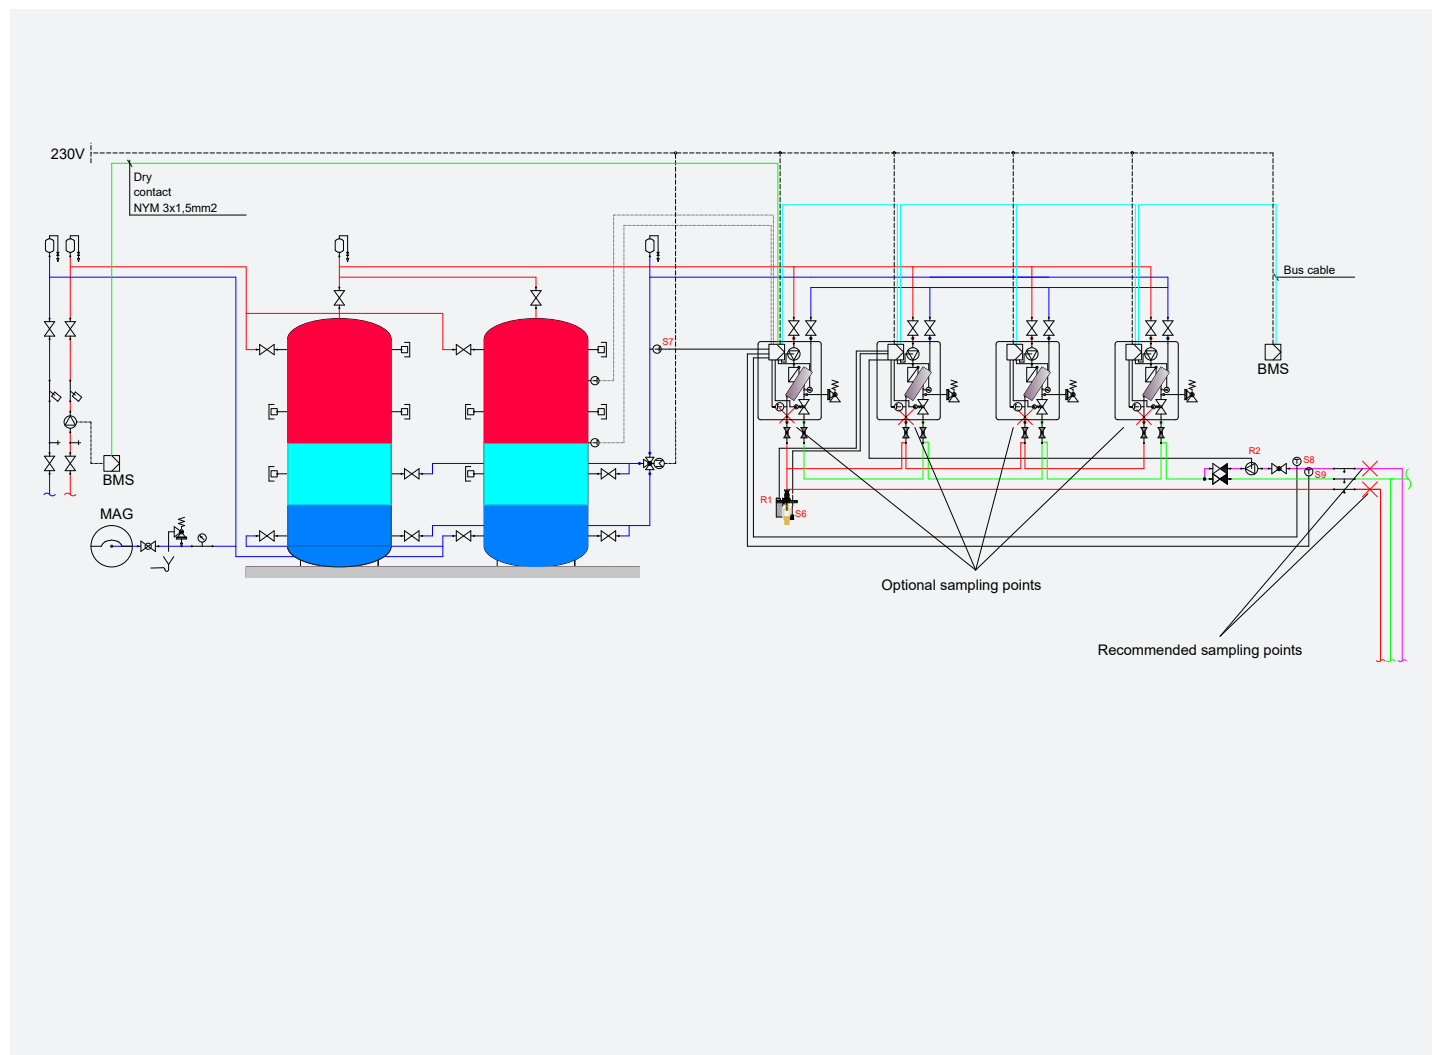 230V
Dry
contact
NYM 3x1,5mm2
Bus cable
S7
BMS
BMS
R2
S8
S9
R1
S6
MAG
Optional sampling points
Recommended sampling points